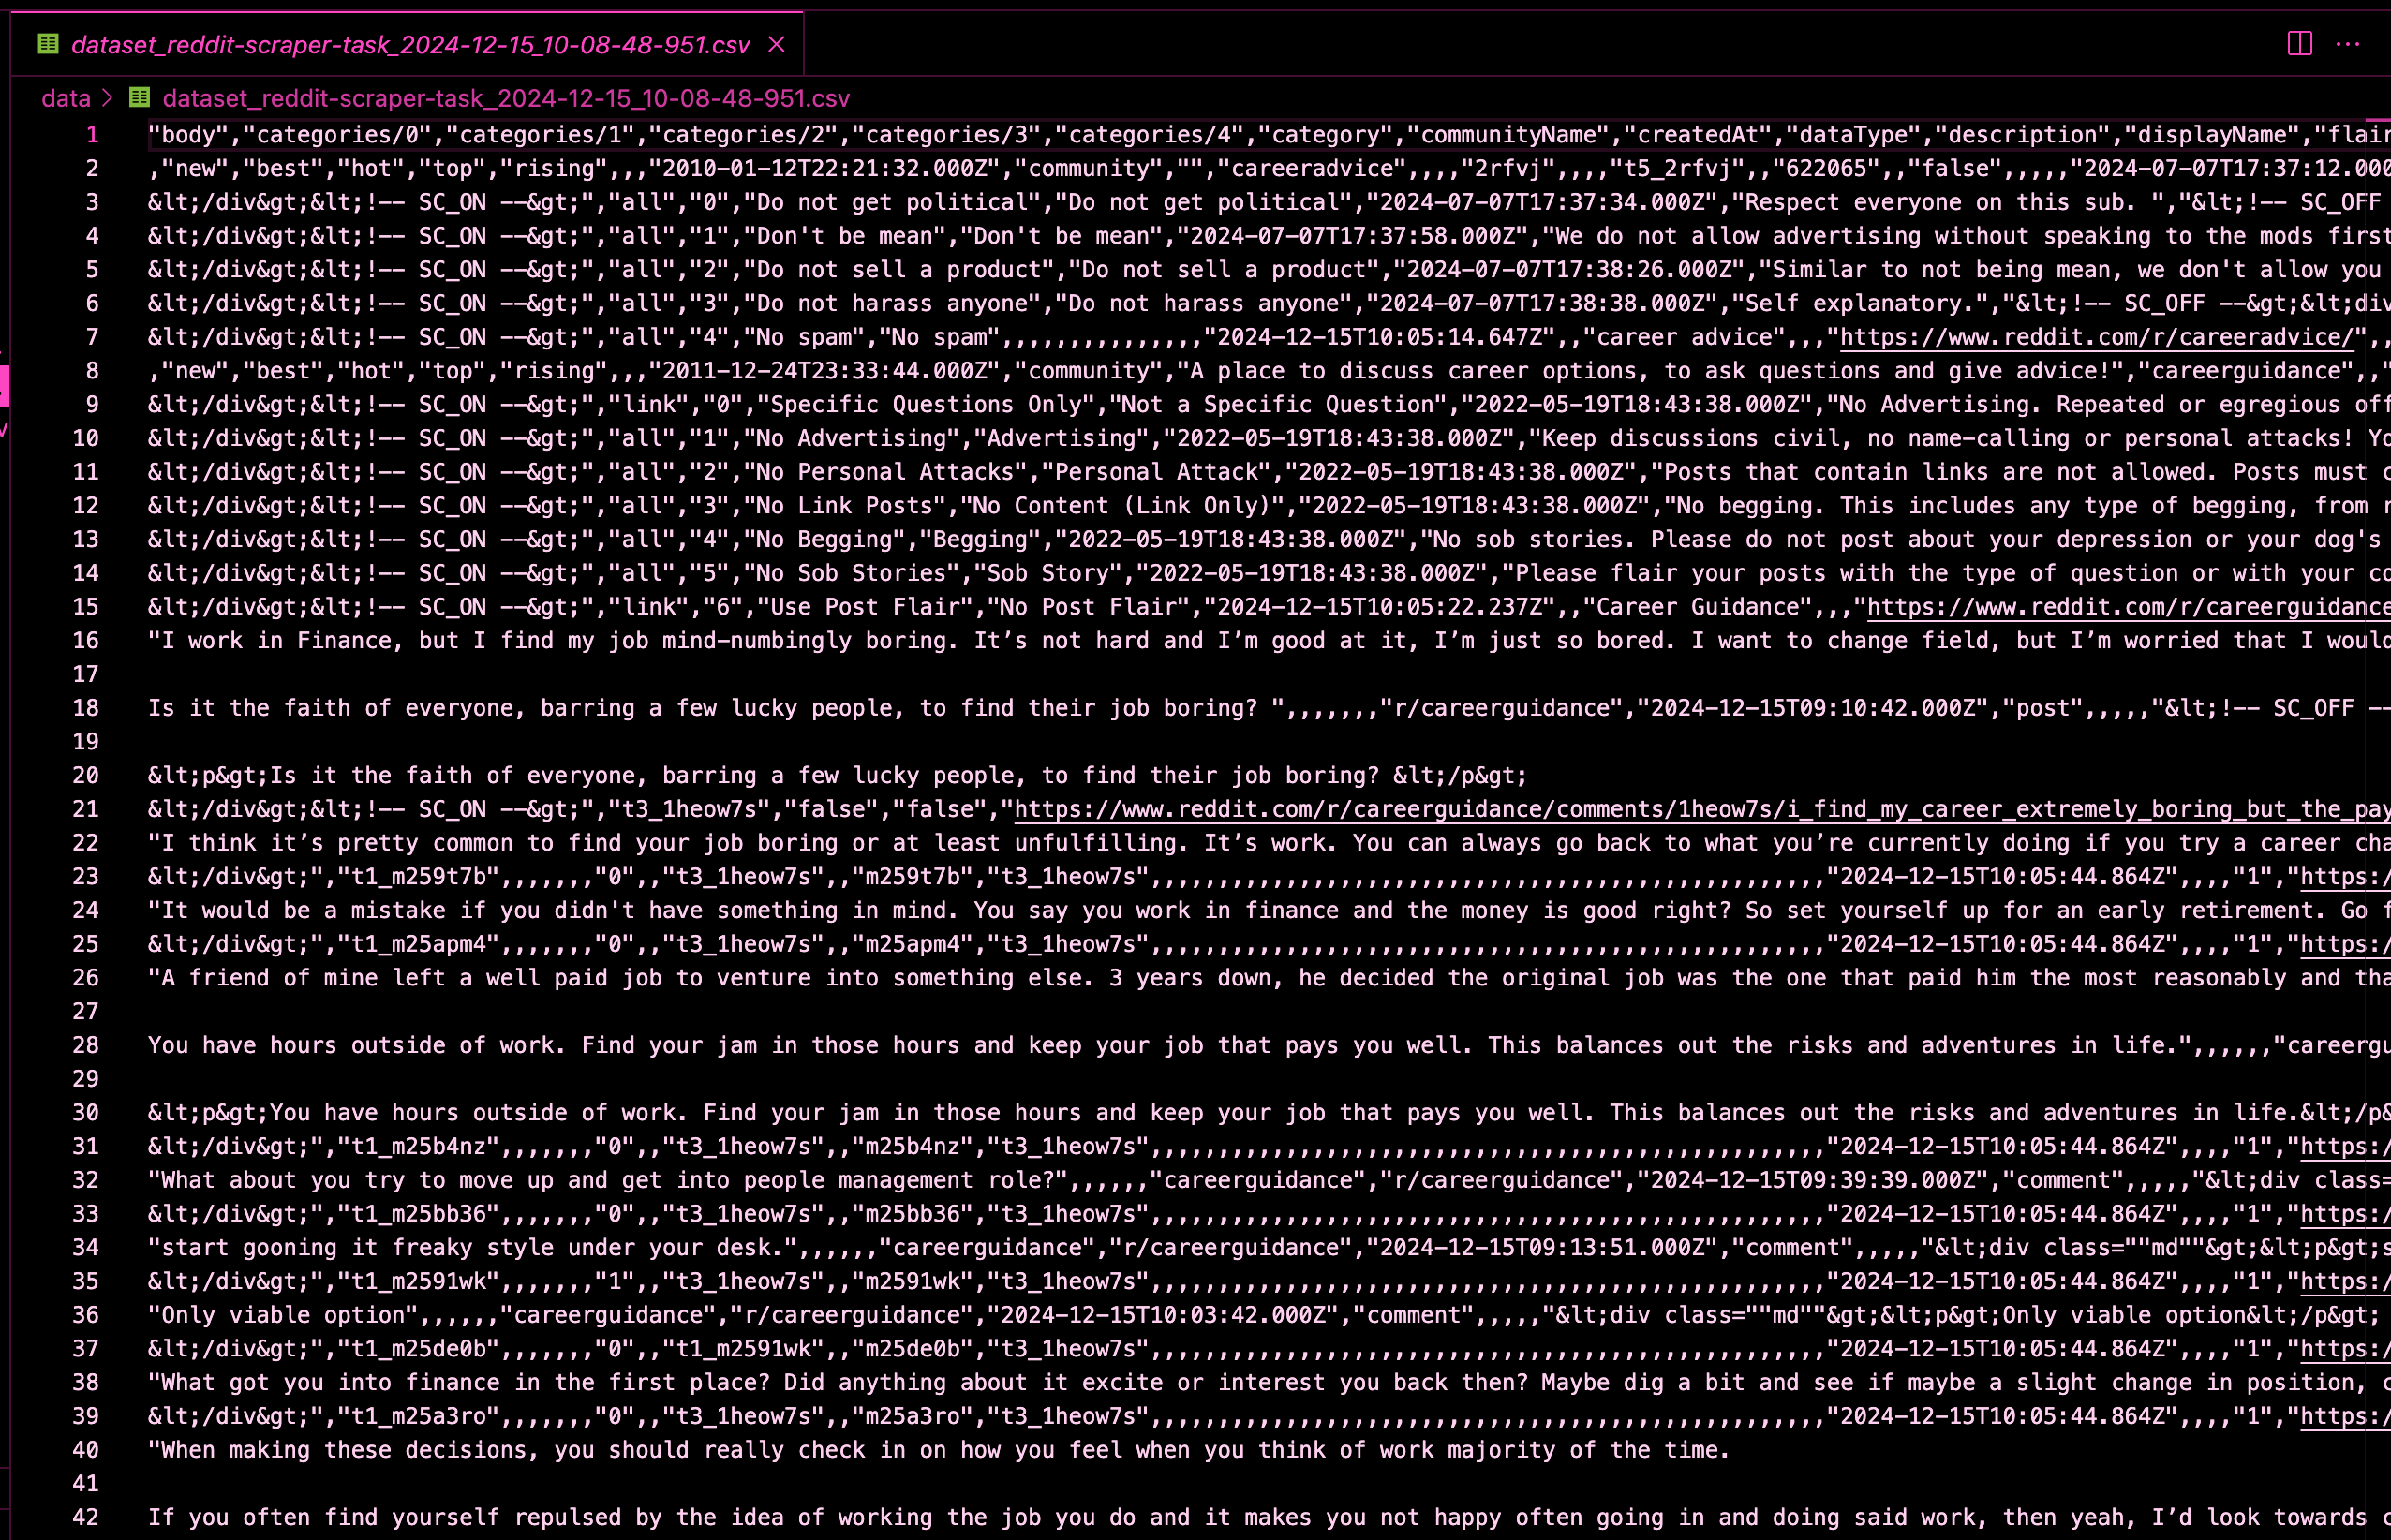 dataset_reddit-scraper-task_2024-12-15_10-08-48-951.csv
data > dataset_reddit-scraper-task_2024-12-15_10-08-48-951.csv
1 "body","categories/0","categories/1","categories/2","categories/3","categories/4","category","communityName","createdAt","dataType","description","displayName","flair
2 ,"new","best","hot","top","rising",,,"2010-01-12T22:21:32.000Z","community","","careeradvice",,,,"2rfvj",,,,"t5_2rfvj",,"622065",,"false",,,,,"2024-07-07T17:37:12.000
3 &lt;/div&gt;&lt;!-- SC_ON --&gt;","all","0","Do not get political","Do not get political","2024-07-07T17:37:34.000Z","Respect everyone on this sub. ","&lt;!-- SC_OFF
4 &lt;/div&gt;&lt;!-- SC_ON --&gt;","all","1","Don't be mean","Don't be mean","2024-07-07T17:37:58.000Z","We do not allow advertising without speaking to the mods first
5 &lt;/div&gt;&lt;!-- SC_ON --&gt;","all","2","Do not sell a product","Do not sell a product","2024-07-07T17:38:26.000Z","Similar to not being mean, we don't allow you
6 &lt;/div&gt;&lt;!-- SC_ON --&gt;","all","3","Do not harass anyone","Do not harass anyone","2024-07-07T17:38:38.000Z","Self explanatory.","&lt;!-- SC_OFF --&gt;&lt;div
7 &lt;/div&gt;&lt;!-- SC_ON --&gt;","all","4","No spam","No spam",,,,,,,,,,,,,,,"2024-12-15T10:05:14.647Z",,"career advice",,,"https://www.reddit.com/r/careeradvice/",,
8 ,"new","best","hot","top","rising",,,"2011-12-24T23:33:44.000Z","community","A place to discuss career options, to ask questions and give advice!","careerguidance",,"
9 &lt;/div&gt;&lt;!-- SC_ON --&gt;","link","0","Specific Questions Only","Not a Specific Question","2022-05-19T18:43:38.000Z","No Advertising. Repeated or egregious off
10 &lt;/div&gt;&lt;!-- SC_ON --&gt;","all","1","No Advertising","Advertising","2022-05-19T18:43:38.000Z","Keep discussions civil, no name-calling or personal attacks! Yo
11 &lt;/div&gt;&lt;!-- SC_ON --&gt;","all","2","No Personal Attacks","Personal Attack","2022-05-19T18:43:38.000Z","Posts that contain links are not allowed. Posts must c
12 &lt;/div&gt;&lt;!-- SC_ON --&gt;","all","3","No Link Posts","No Content (Link Only)","2022-05-19T18:43:38.000Z","No begging. This includes any type of begging, from r
13 &lt;/div&gt;&lt;!-- SC_ON --&gt;","all","4","No Begging","Begging","2022-05-19T18:43:38.000Z","No sob stories. Please do not post about your depression or your dog's
14 &lt;/div&gt;&lt;!-- SC_ON --&gt;","all","5","No Sob Stories","Sob Story","2022-05-19T18:43:38.000Z","Please flair your posts with the type of question or with your co
15 &lt;/div&gt;&lt;!-- SC_ON --&gt;","link","6","Use Post Flair","No Post Flair","2024-12-15T10:05:22.237Z",,"Career Guidance",,,"https://www.reddit.com/r/careerguidance
16 "I work in Finance, but I find my job mind-numbingly boring. It’s not hard and I’m good at it, I’m just so bored. I want to change field, but I’m worried that I would
17
18 Is it the faith of everyone, barring a few lucky people, to find their job boring? ",,,,,,,"r/careerguidance","2024-12-15T09:10:42.000Z","post",,,,,"&lt;!-- SC_OFF --
19
20 &lt;p&gt;Is it the faith of everyone, barring a few lucky people, to find their job boring? &lt;/p&gt;
21 &lt;/div&gt;&lt;!-- SC_ON --&gt;","t3_1heow7s","false","false","https://www.reddit.com/r/careerguidance/comments/1heow7s/i_find_my_career_extremely_boring_but_the_pay
22 "I think it’s pretty common to find your job boring or at least unfulfilling. It’s work. You can always go back to what you’re currently doing if you try a career cha
23 &lt;/div&gt;","t1_m259t7b",,,,,,,"0",,"t3_1heow7s",,"m259t7b","t3_1heow7s",,,,,,,,,,,,,,,,,,,,,,,,,,,,,,,,,,,,,,,,,,,,,,,,,,"2024-12-15T10:05:44.864Z",,,,"1","https:/
24 "It would be a mistake if you didn't have something in mind. You say you work in finance and the money is good right? So set yourself up for an early retirement. Go f
25 &lt;/div&gt;","t1_m25apm4",,,,,,,"0",,"t3_1heow7s",,"m25apm4","t3_1heow7s",,,,,,,,,,,,,,,,,,,,,,,,,,,,,,,,,,,,,,,,,,,,,,,,,,"2024-12-15T10:05:44.864Z",,,,"1","https:/
26 "A friend of mine left a well paid job to venture into something else. 3 years down, he decided the original job was the one that paid him the most reasonably and tha
27
28 You have hours outside of work. Find your jam in those hours and keep your job that pays you well. This balances out the risks and adventures in life.",,,,,,"careergu
29
30 &lt;p&gt;You have hours outside of work. Find your jam in those hours and keep your job that pays you well. This balances out the risks and adventures in life.&lt;/p&
31 &lt;/div&gt;","t1_m25b4nz",,,,,,,"0",,"t3_1heow7s",,"m25b4nz","t3_1heow7s",,,,,,,,,,,,,,,,,,,,,,,,,,,,,,,,,,,,,,,,,,,,,,,,,,"2024-12-15T10:05:44.864Z",,,,"1","https:/
32 "What about you try to move up and get into people management role?",,,,,,"careerguidance","r/careerguidance","2024-12-15T09:39:39.000Z","comment",,,,,"&lt;div class=
33 &lt;/div&gt;","t1_m25bb36",,,,,,,"0",,"t3_1heow7s",,"m25bb36","t3_1heow7s",,,,,,,,,,,,,,,,,,,,,,,,,,,,,,,,,,,,,,,,,,,,,,,,,,"2024-12-15T10:05:44.864Z",,,,"1","https:/
34 "start gooning it freaky style under your desk.",,,,,,"careerguidance","r/careerguidance","2024-12-15T09:13:51.000Z","comment",,,,,"&lt;div class=""md""&gt;&lt;p&gt;s
35 &lt;/div&gt;","t1_m2591wk",,,,,,,"1",,"t3_1heow7s",,"m2591wk","t3_1heow7s",,,,,,,,,,,,,,,,,,,,,,,,,,,,,,,,,,,,,,,,,,,,,,,,,,"2024-12-15T10:05:44.864Z",,,,"1","https:/
36 "Only viable option",,,,,,"careerguidance","r/careerguidance","2024-12-15T10:03:42.000Z","comment",,,,,"&lt;div class=""md""&gt;&lt;p&gt;Only viable option&lt;/p&gt;
37 &lt;/div&gt;","t1_m25de0b",,,,,,,"0",,"t1_m2591wk",,"m25de0b","t3_1heow7s",,,,,,,,,,,,,,,,,,,,,,,,,,,,,,,,,,,,,,,,,,,,,,,,,,"2024-12-15T10:05:44.864Z",,,,"1","https:/
38 "What got you into finance in the first place? Did anything about it excite or interest you back then? Maybe dig a bit and see if maybe a slight change in position, c
39 &lt;/div&gt;","t1_m25a3ro",,,,,,,"0",,"t3_1heow7s",,"m25a3ro","t3_1heow7s",,,,,,,,,,,,,,,,,,,,,,,,,,,,,,,,,,,,,,,,,,,,,,,,,,"2024-12-15T10:05:44.864Z",,,,"1","https:/
40 "When making these decisions, you should really check in on how you feel when you think of work majority of the time.
41
42 If you often find yourself repulsed by the idea of working the job you do and it makes you not happy often going in and doing said work, then yeah, I’d look towards c